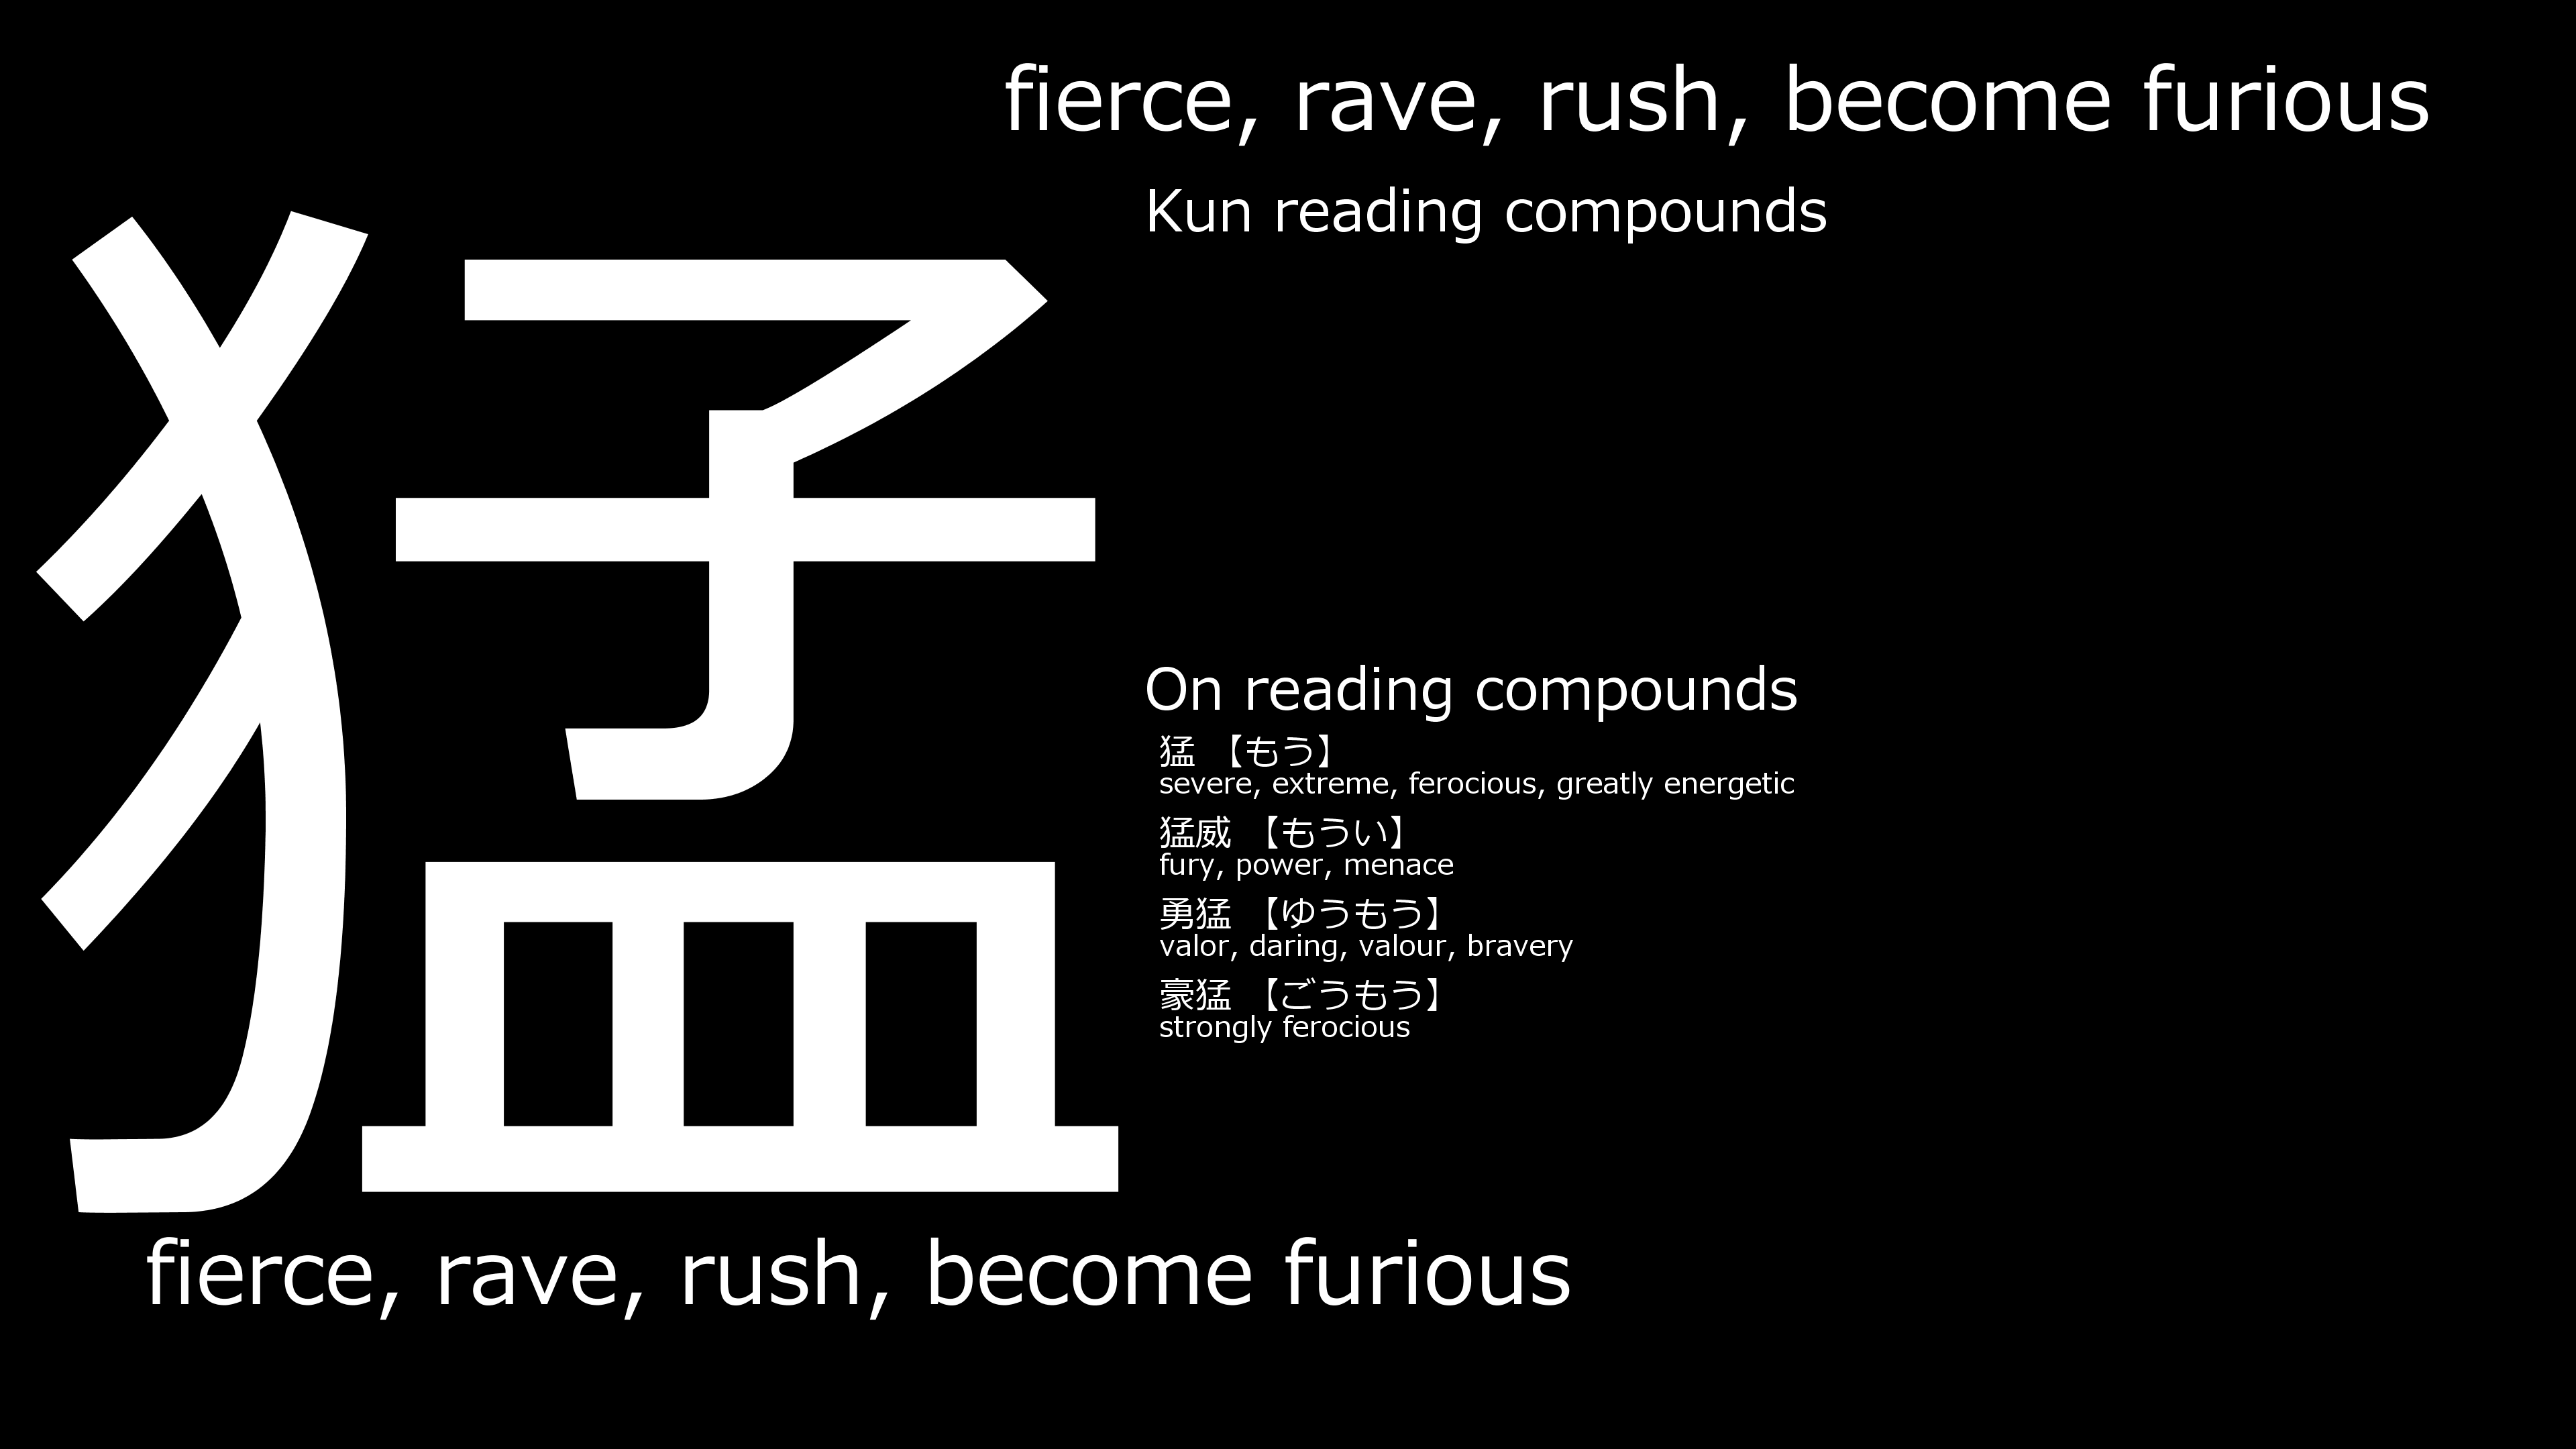 fierce, rave, rush, become furious
Kun reading compounds
猛
On reading compounds
猛 【もう】
severe, extreme, ferocious, greatly energetic
猛威 【もうい】
fury, power, menace
勇猛 【ゆうもう】
valor, daring, valour, bravery
豪猛 【ごうもう】
strongly ferocious
fierce, rave, rush, become furious